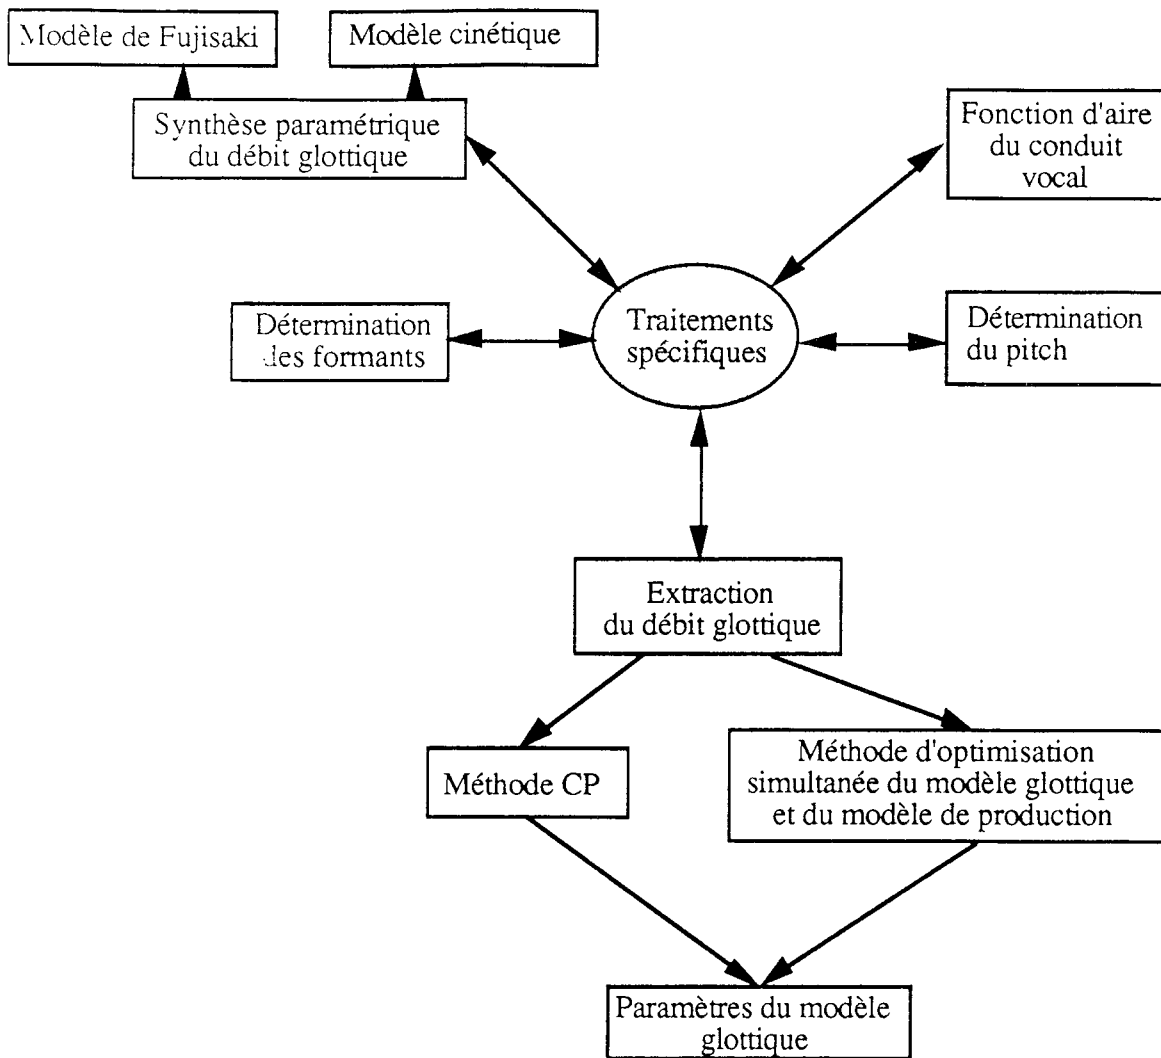 Modèle de Fujisaki
Modèle cinétique
Synthèse paramétrique
du débit glottique
Fonction d'aire
du conduit
vocal
Détermination
des formants
Traitements
spécifiques
Détermination
du pitch
Extraction
du débit glottique
Méthode CP
Méthode d'optimisation
simultanée du modèle glottique
et du modèle de production
Paramètres du modèle
glottique